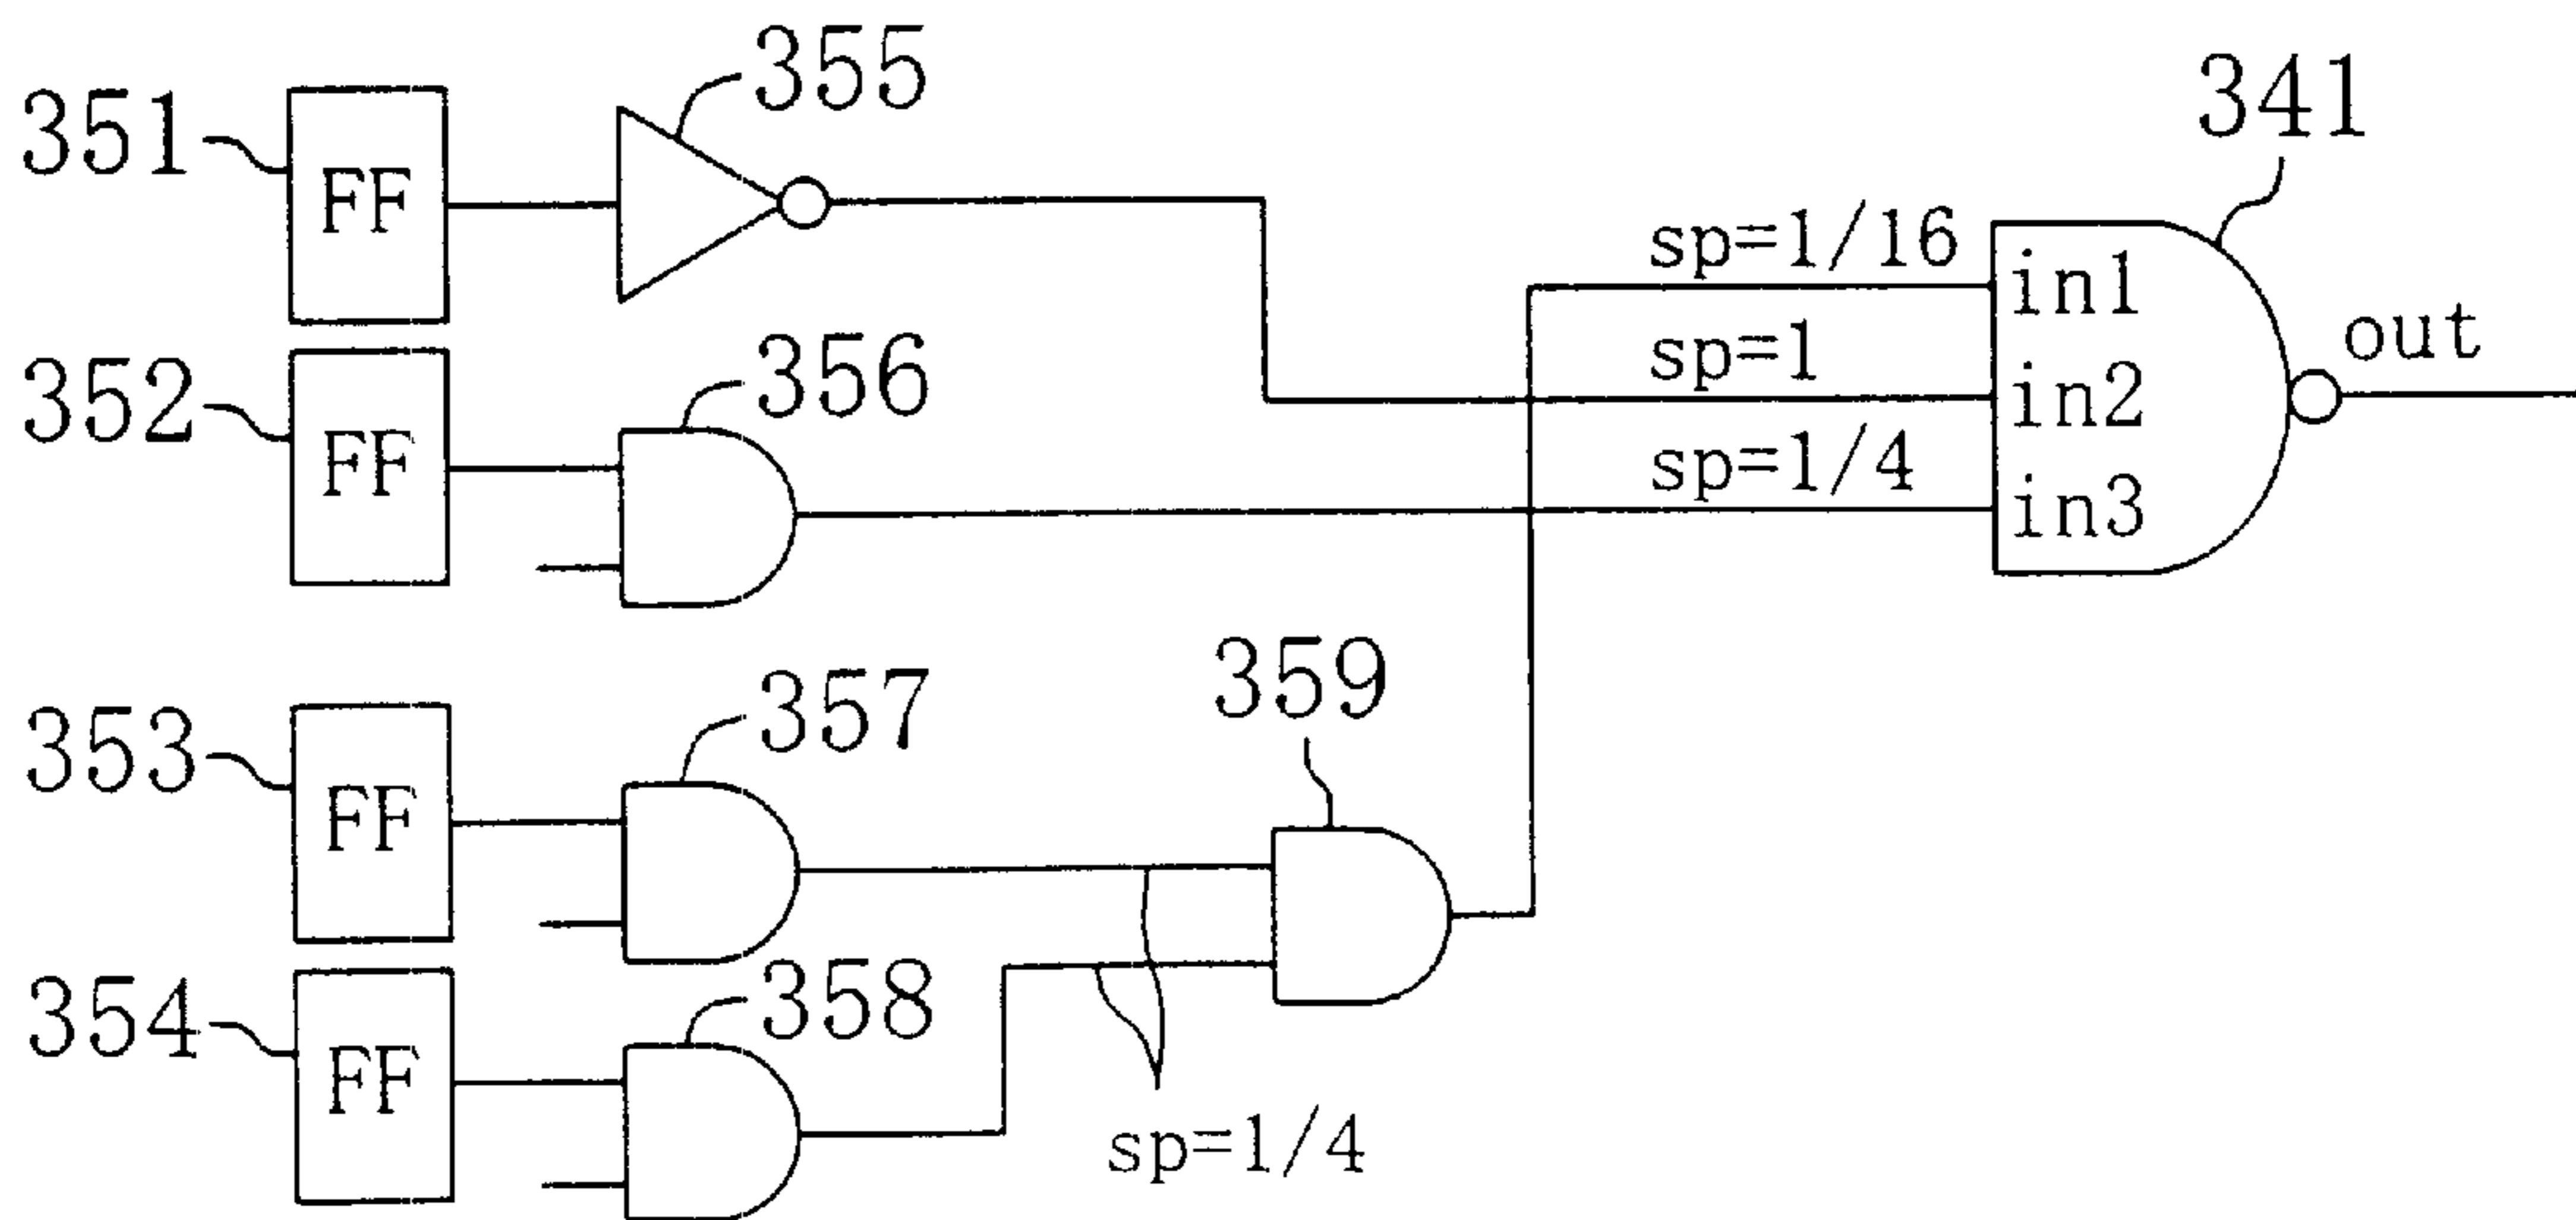 355
341
351
FF
sp=1/16
in1
sp=1
out
352
356
FF
in2
sp=1/4
in3
357
359
353
FF
358
354
FF
sp=1/4